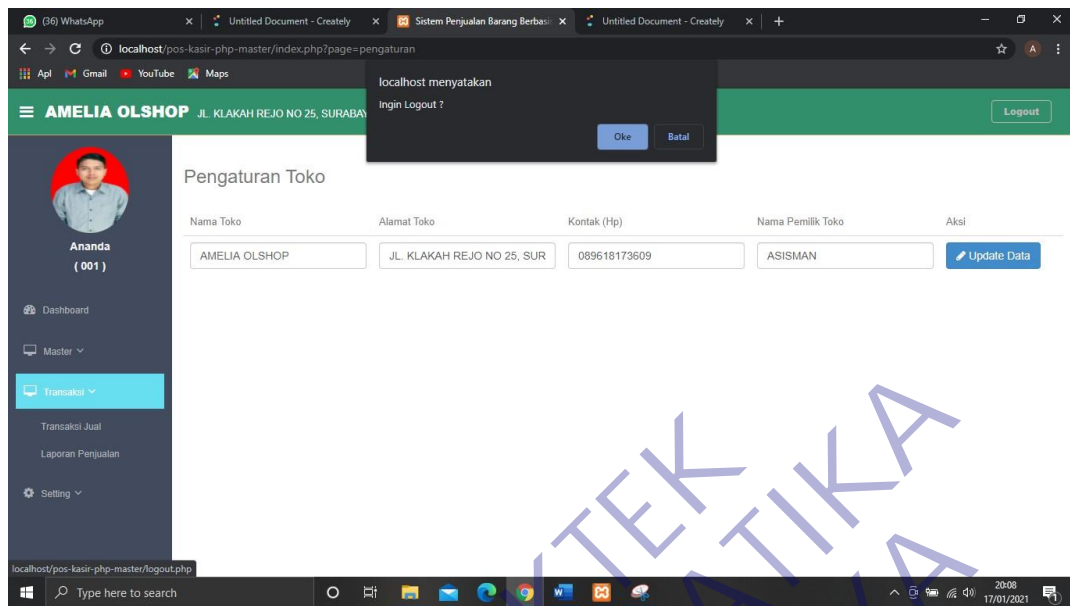 (36) WhatsApp
Untitled Document - Creately
Sistem Penjualan Barang Berbasi
Untitled Document - Creately
localhost/pos-kasir-php-master/index.php?page=pengaturan
Apl
Gmail
YouTube
Maps
localhost menyatakan
Ingin Logout ?
Oke
Batal
AMELIA OLSHOP JL. KLAKAH REJO NO 25, SURABAY
Logout
Ananda
( 001 )
Dashboard
Master
Transaksi
Transaksi Jual
Laporan Penjualan
Setting
Pengaturan Toko
Nama Toko
Alamat Toko
Kontak (Hp)
Nama Pemilik Toko
Aksi
AMELIA OLSHOP
JL. KLAKAH REJO NO 25, SUR
089618173609
ASISMAN
Update Data
localhost/pos-kasir-php-master/logout.php
Type here to search
20:08
17/01/2021